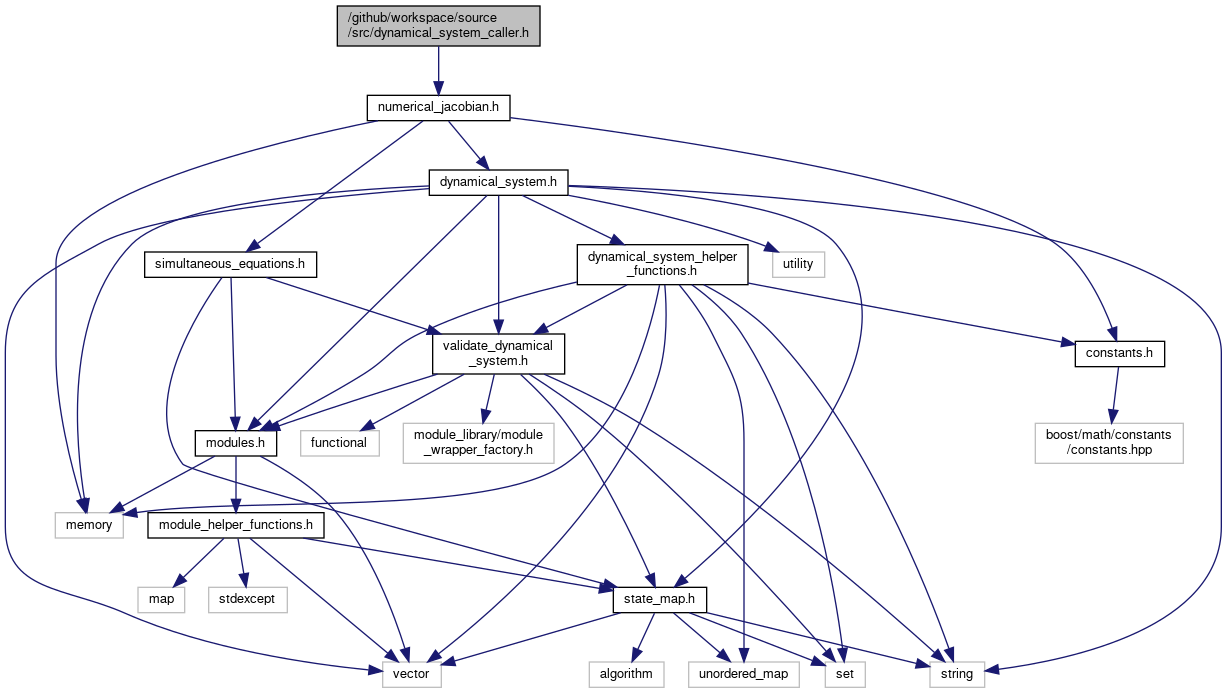 /github/workspace/source
/src/dynamical_system_caller.h
numerical_jacobian.h
dynamical_system.h
simultaneous_equations.h
dynamical_system_helper
_functions.h
utility
validate_dynamical
_system.h
constants.h
modules.h
functional
module_library/module
_wrapper_factory.h
boost/math/constants
/constants.hpp
memory
module_helper_functions.h
map
stdexcept
state_map.h
vector
algorithm
unordered_map
set
string